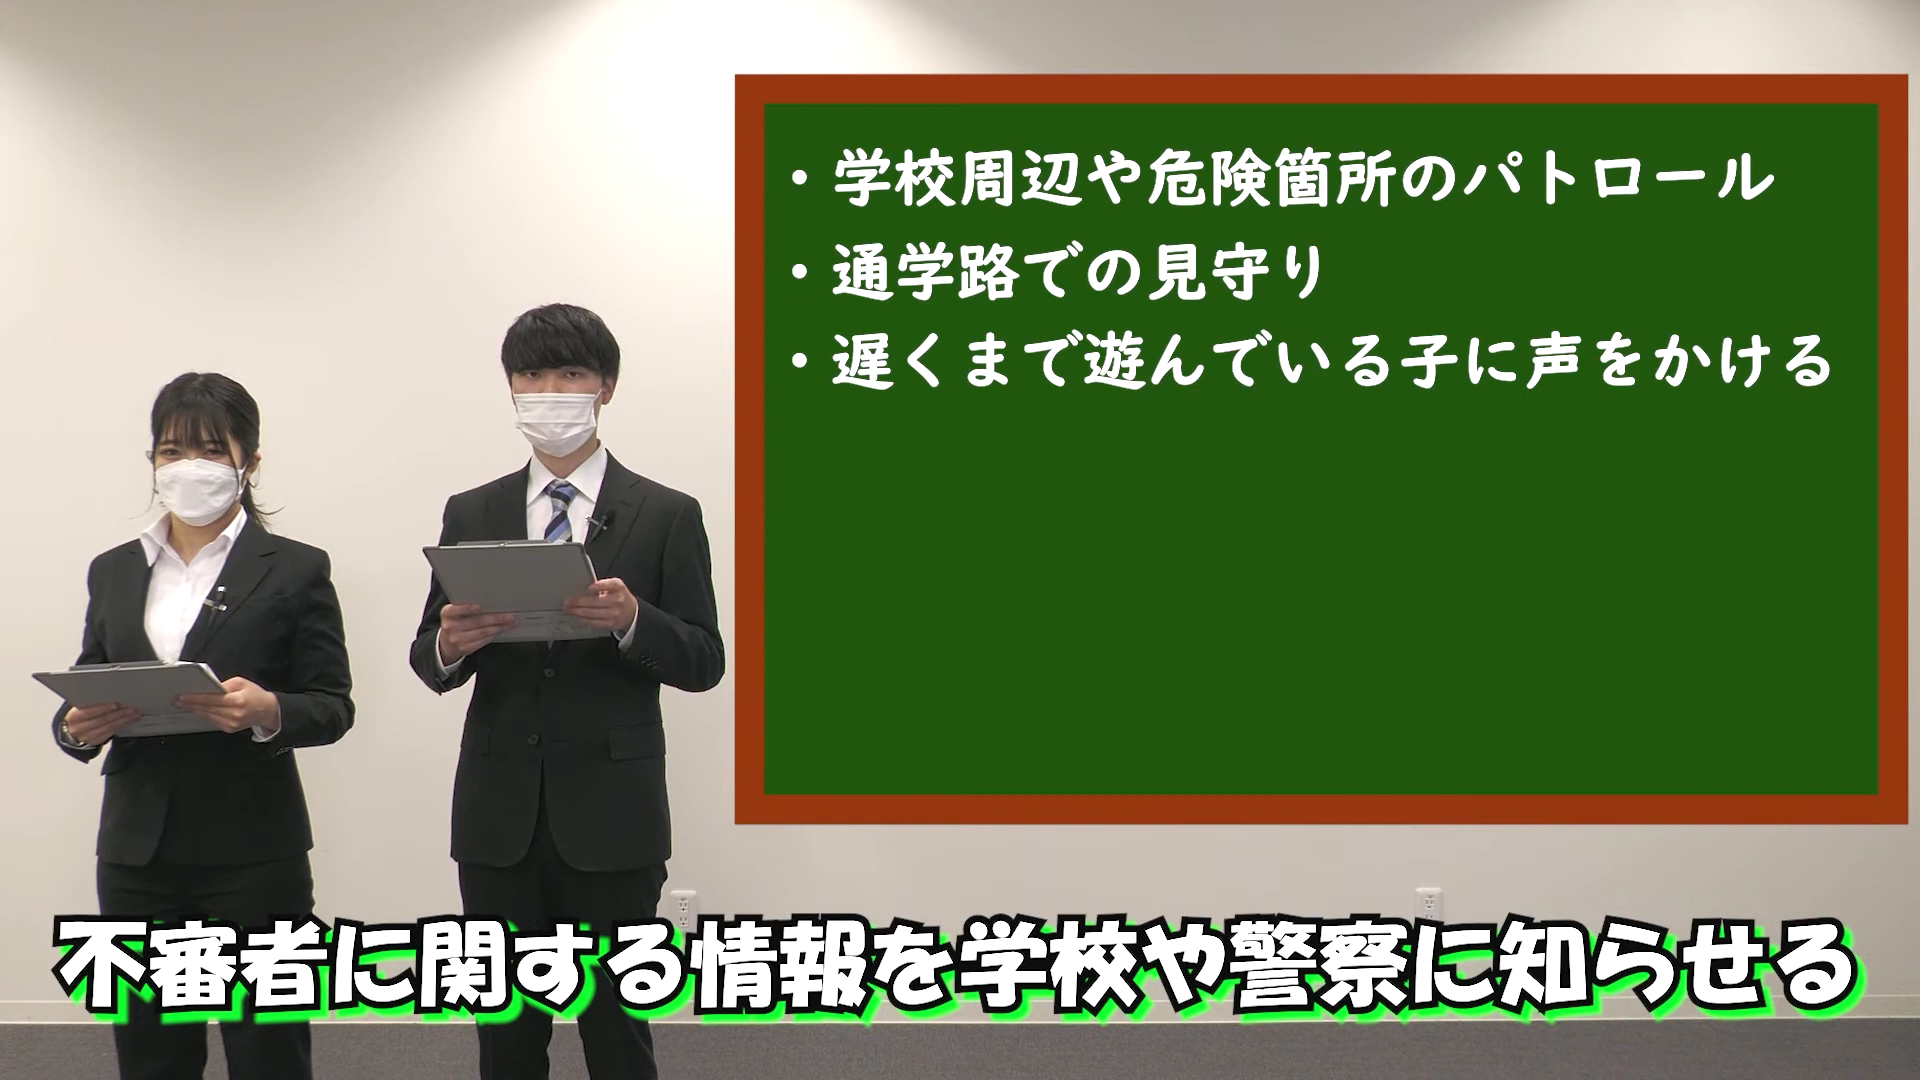 ・学校周辺や危険箇所のパトロール
・通学路での見守り
・遅くまで遊んでいる子に声をかける
不審者に関する情報を学校や警察に知らせる